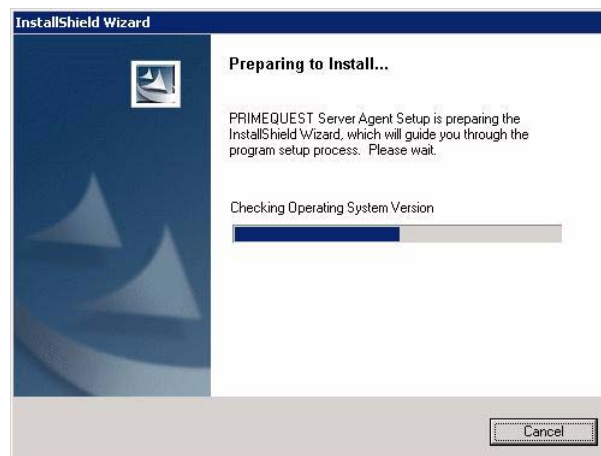 InstallShield Wizard
Preparing to Install...
PRIMEQUEST Server Agent Setup is preparing the
InstallShield Wizard, which will guide you through the
program setup process. Please wait.
Checking Operating System Version
Cancel